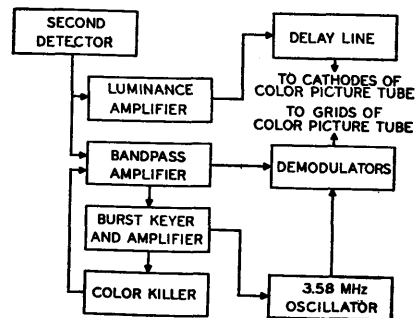 SECOND
DETECTOR
DELAY LINE
LUMINANCE
AMPLIFIER
TO CATHODES OF
COLOR PICTURE TUBE
TO GRIDS OF
COLOR PICTURE TUBE
BANDPASS
AMPLIFIER
DEMODULATORS
BURST KEYER
AND AMPLIFIER
COLOR KILLER
3.58 MHz
OSCILLATOR